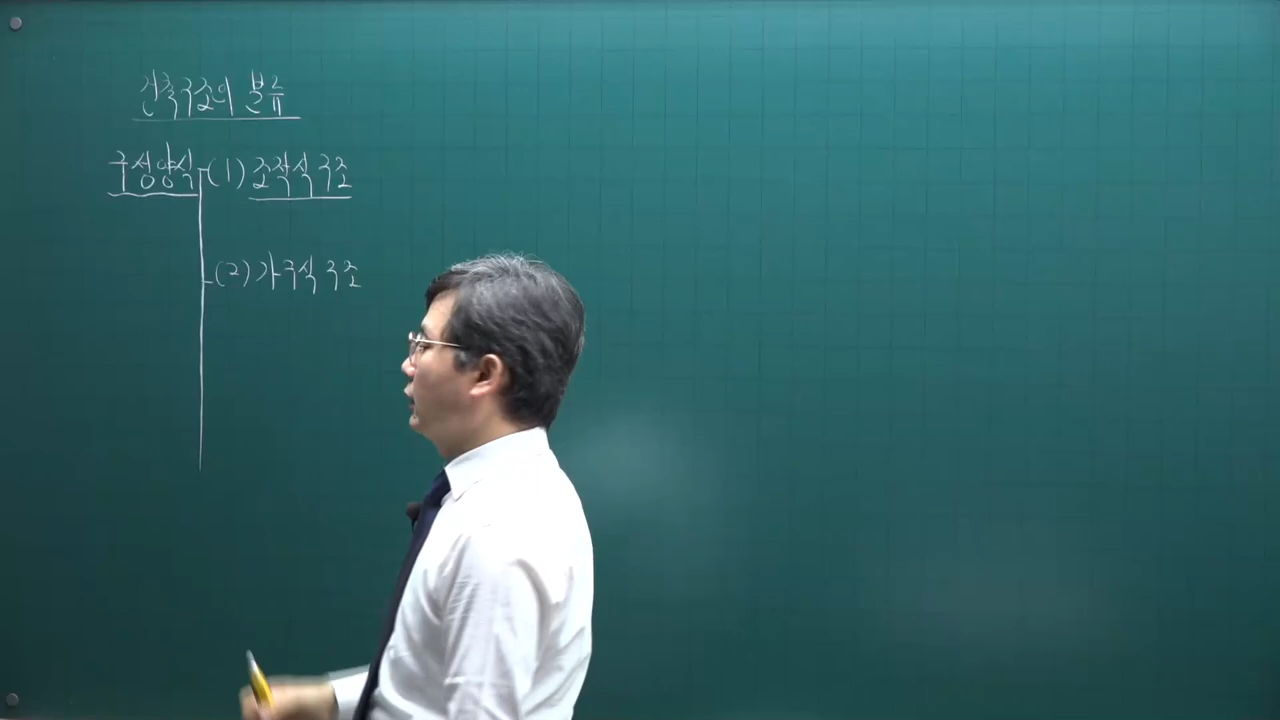 건축구조의 분류
구성양식 (1) 조적식 구조
(2) 가구식 구조